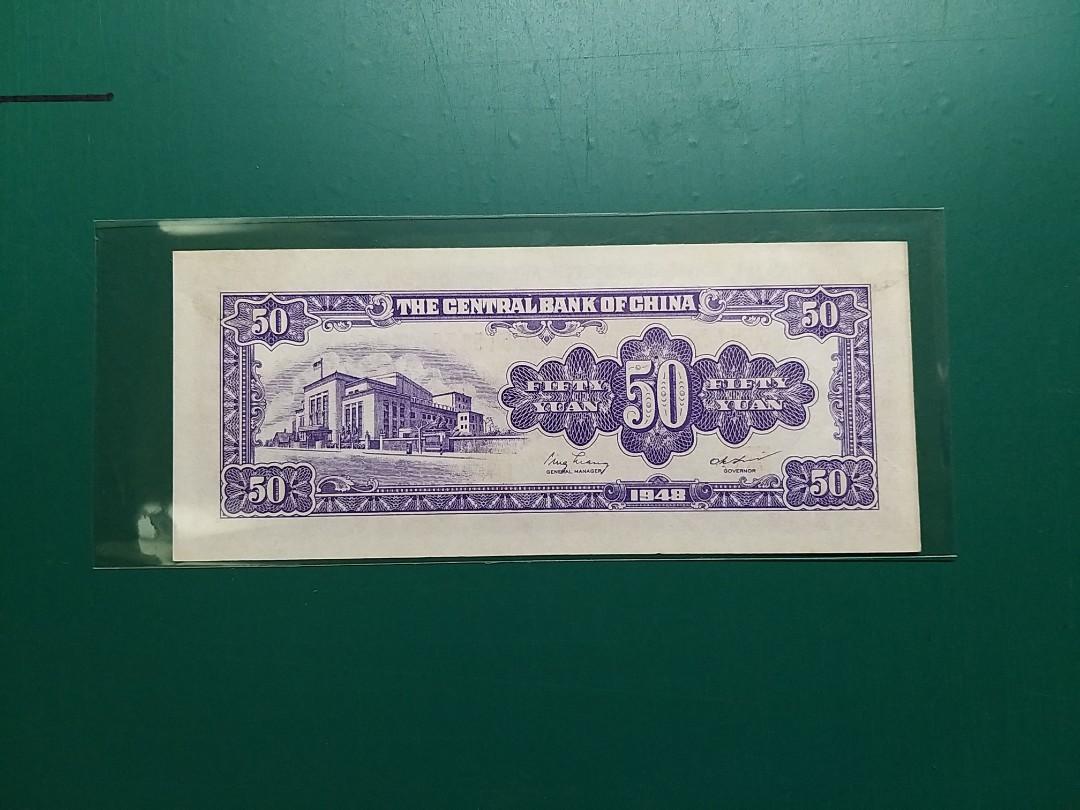 THE CENTRAL BANK OF CHINA
50
50
FIFTY
YUAN
50
FIFTY
YUAN
GENERAL MANAGER
GOVERNOR
50
1948
50